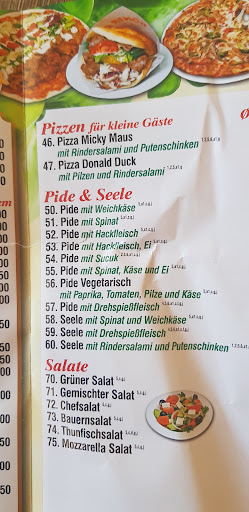 Pizzen für kleine Gäste
46. Pizza Micky Maus
mit Rindersalami und Putenschinken
47. Pizza Donald Duck
mit Pilzen und Rindersalami
Pide & Seele
50. Pide mit Weichkäse
51. Pide mit Spinat
52. Pide mit Hackfleisch
53. Pide mit Hackfleisch, Ei
54. Pide mit Sucuk
55. Pide mit Spinat, Käse und Ei
56. Pide Vegetarisch
mit Paprika, Tomaten, Pilze und Käse
57. Pide mit Drehspießfleisch
58. Seele mit Spinat und Weichkäse
59. Seele mit Drehspießfleisch
60. Seele mit Rindersalami und Putenschinken
Salate
70. Grüner Salat
71. Gemischter Salat
72. Chefsalat
73. Bauernsalat
74. Thunfischsalat
75. Mozzarella Salat